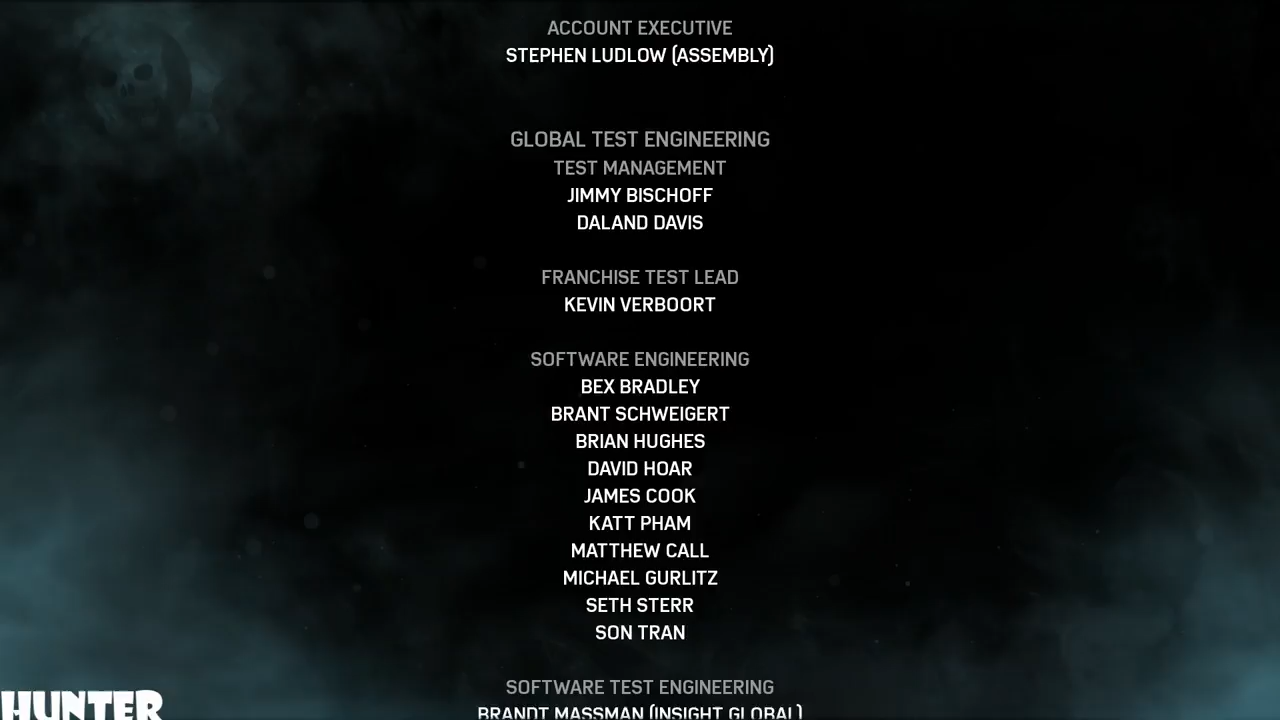 ACCOUNT EXECUTIVE
STEPHEN LUDLOW (ASSEMBLY)
GLOBAL TEST ENGINEERING
TEST MANAGEMENT
JIMMY BISCHOFF
DALAND DAVIS
FRANCHISE TEST LEAD
KEVIN VERBOORT
SOFTWARE ENGINEERING
BEX BRADLEY
BRANT SCHWEIGERT
BRIAN HUGHES
DAVID HOAR
JAMES COOK
KATT PHAM
MATTHEW CALL
MICHAEL GURLITZ
SETH STERR
SON TRAN
SOFTWARE TEST ENGINEERING
BRANDT MASSMAN (INSIGHT GLOBAL)
HUNTER